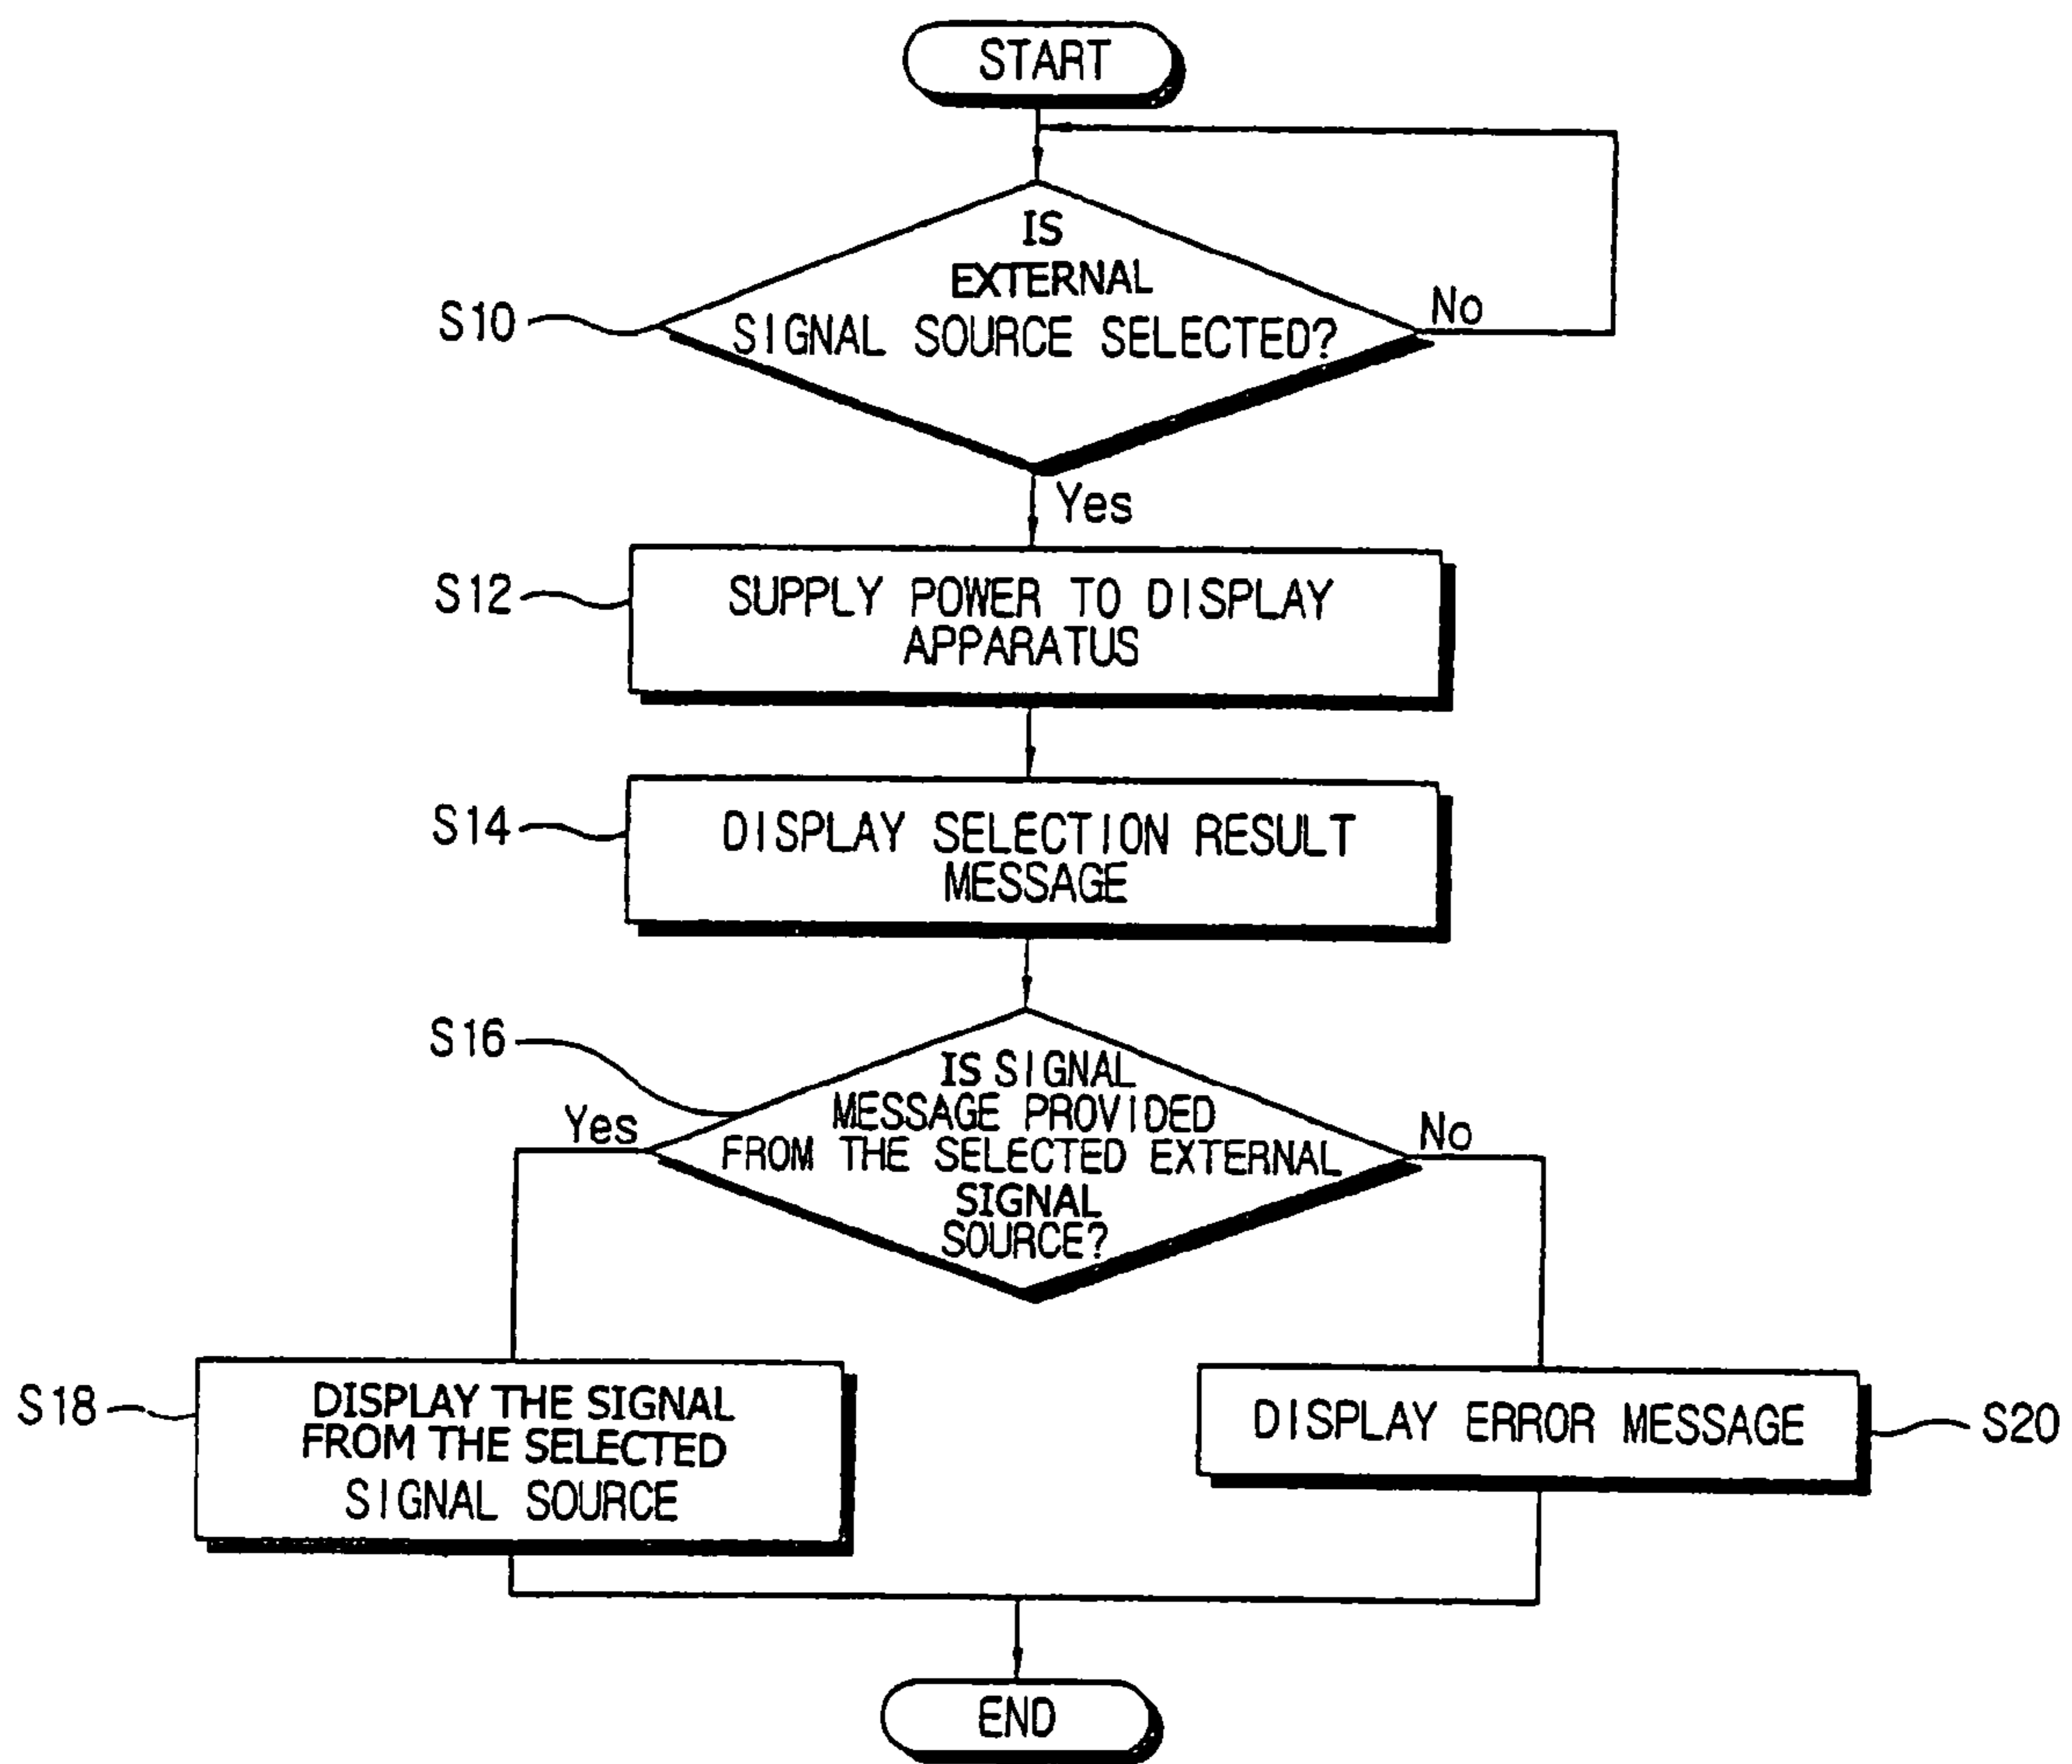 START
IS
EXTERNAL
SIGNAL SOURCE SELECTED?
S10
No
Yes
S12
SUPPLY POWER TO DISPLAY
APPARATUS
S14
DISPLAY SELECTION RESULT
MESSAGE
S16
IS SIGNAL
MESSAGE PROVIDED
FROM THE SELECTED EXTERNAL
SIGNAL
SOURCE?
Yes
No
S18
DISPLAY THE SIGNAL
FROM THE SELECTED
SIGNAL SOURCE
DISPLAY ERROR MESSAGE
S20
END